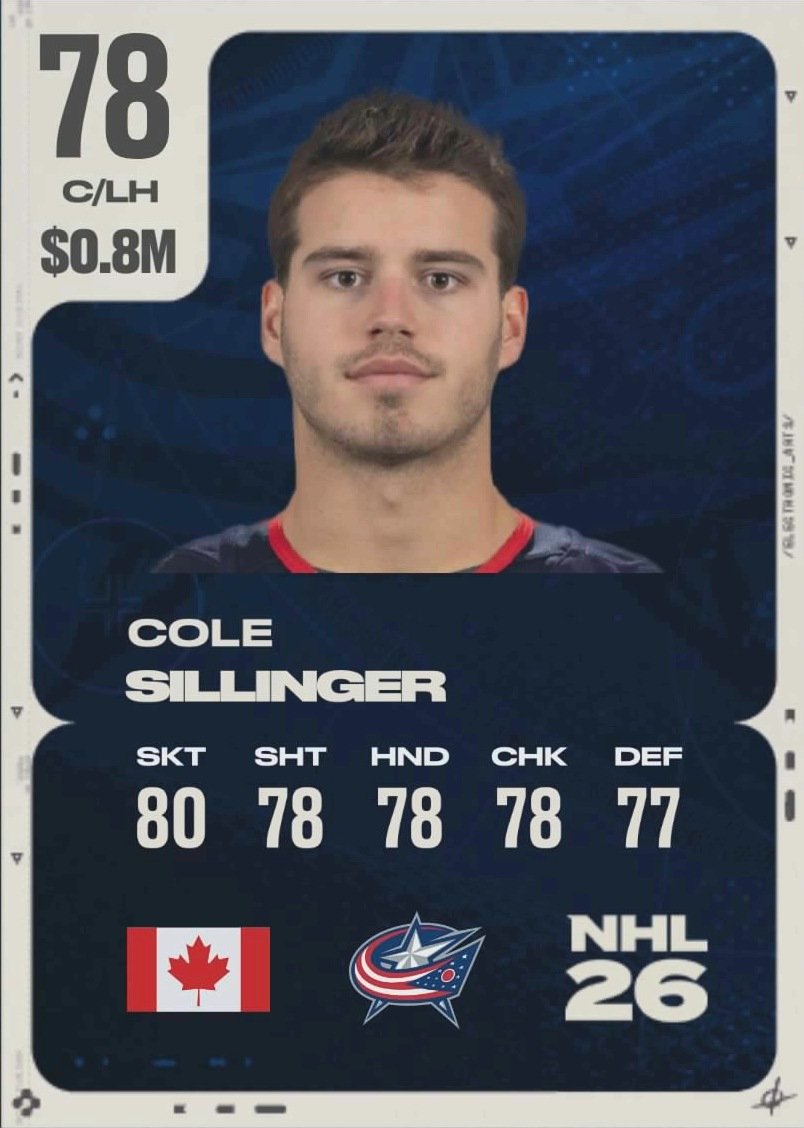 78
C/LH
$0.8M
COLE
SILLINGER
SKT SHT HND CHK DEF
80 78 78 78 77
NHL
26